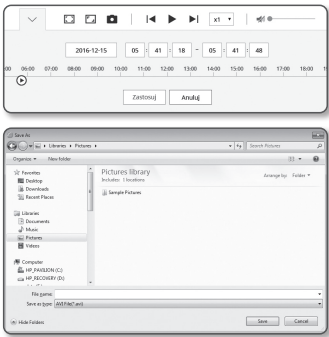 x1
2016-12-15 05 : 41 : 18 ~ 05 : 41 : 48
:00 06:00 07:00 08:00 09:00 10:00 11:00 12:00 13:00 14:00 15:00 16:00 17:00 18:00 1
Zastosuj Anuluj
Save As
Libraries ▸ Pictures ▸ Search Pictures
Organize New folder
Favorites
Desktop
Downloads
Recent Places
Libraries
Documents
Music
Pictures
Videos
Computer
HP_PAVILION (C:)
HP_RECOVERY (D:)
Pictures library
Includes: 1 locations
Arrange by: Folder
Sample Pictures
File name:
Save as type: AVI File(*.avi)
Hide Folders Save Cancel